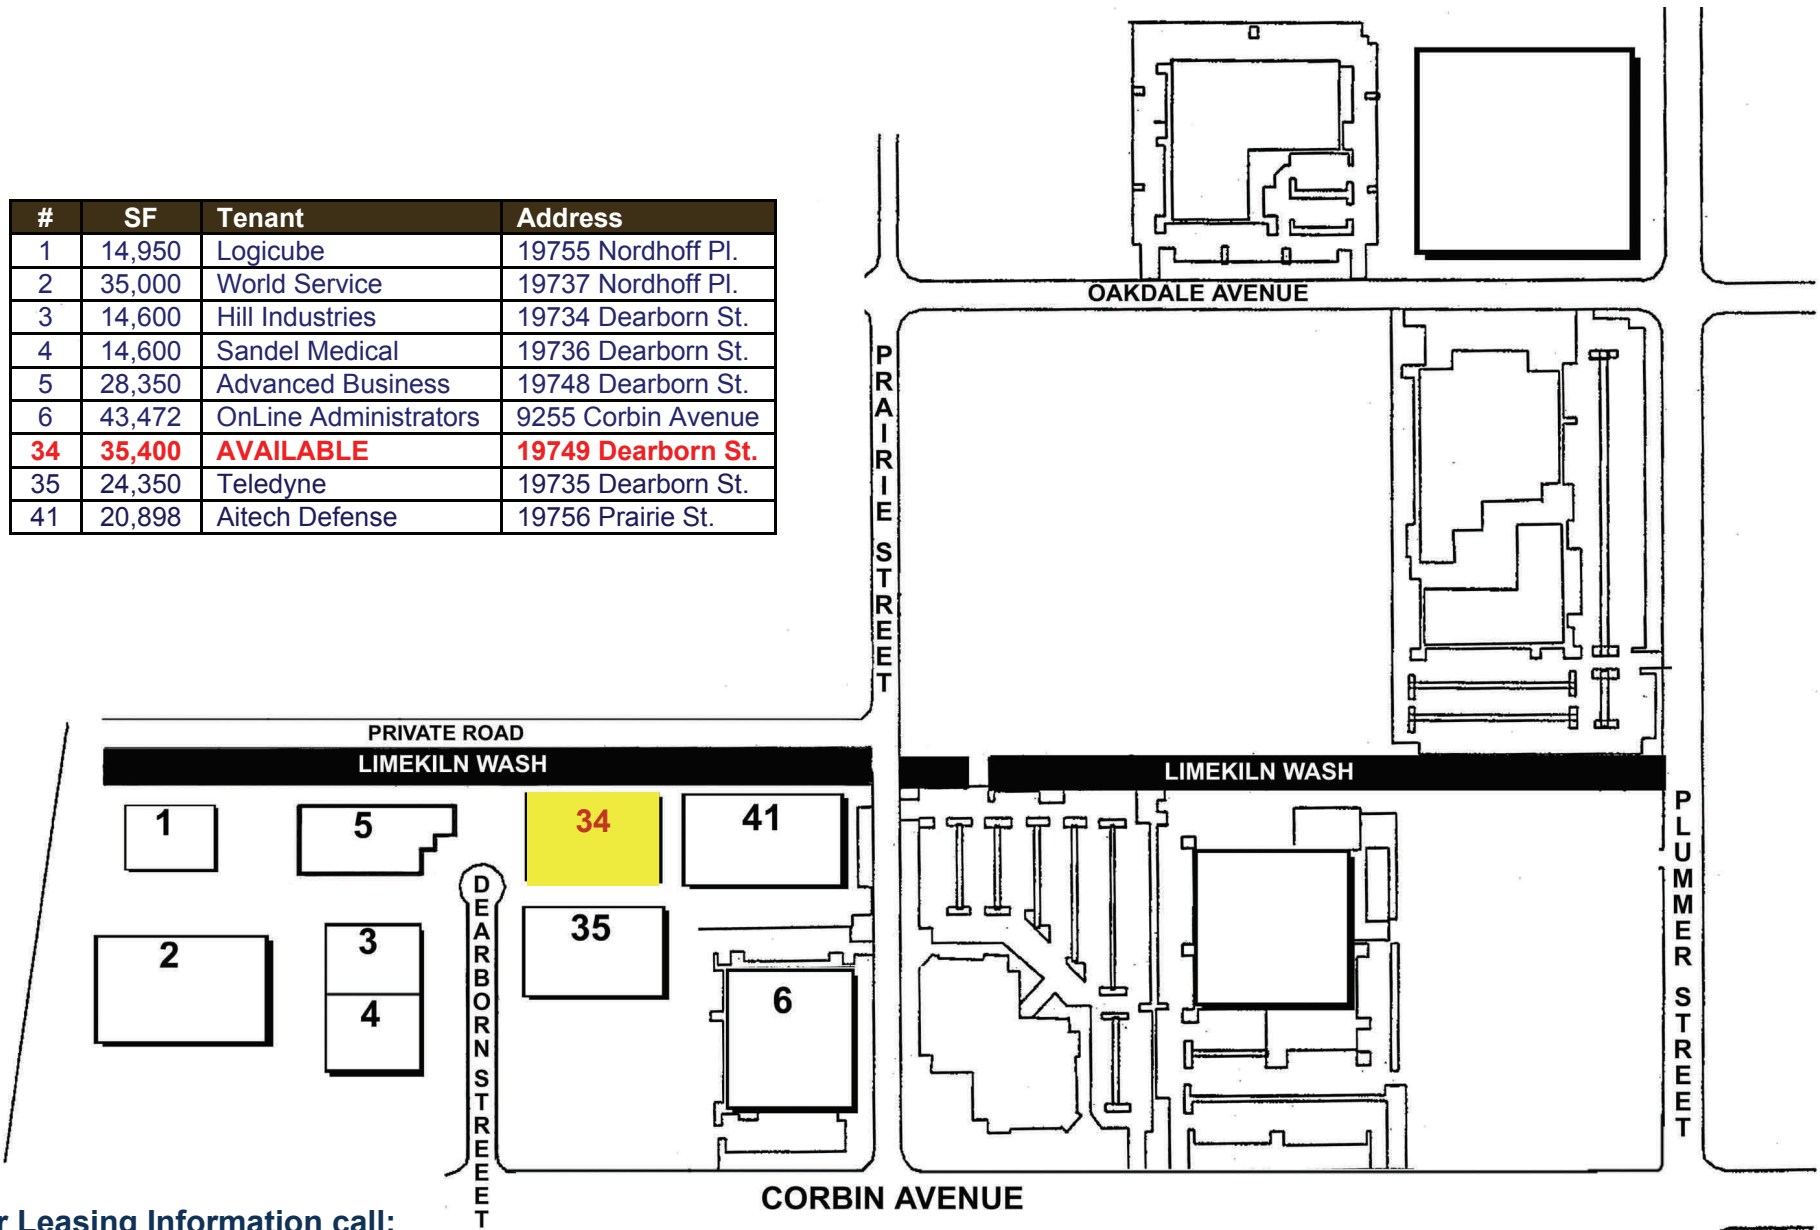 # SF Tenant Address
1 14,950 Logicube 19755 Nordhoff Pl.
2 35,000 World Service 19737 Nordhoff Pl.
3 14,600 Hill Industries 19734 Dearborn St.
4 14,600 Sandel Medical 19736 Dearborn St.
5 28,350 Advanced Business 19748 Dearborn St.
6 43,472 OnLine Administrators 9255 Corbin Avenue
34 35,400 AVAILABLE 19749 Dearborn St.
35 24,350 Teledyne 19735 Dearborn St.
41 20,898 Aitech Defense 19756 Prairie St.
OAKDALE AVENUE
PRAIRIE STREET
PRIVATE ROAD
LIMEKILN WASH
LIMEKILN WASH
1
5
34
41
2
3
4
35
6
DEARBORN STREET
PLUMMER STREET
CORBIN AVENUE
r Leasing Information call: